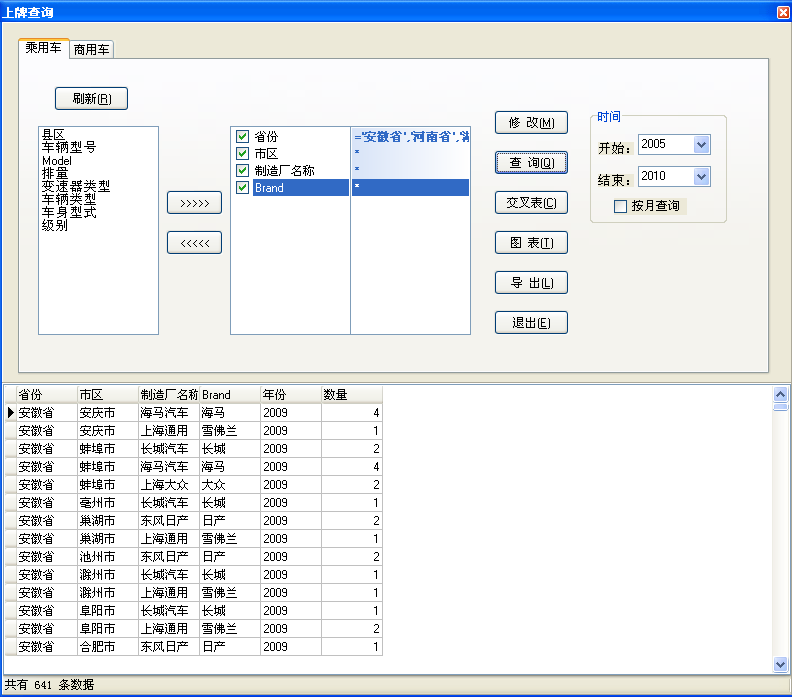 上牌查询
乘用车 商用车
刷新(R)
县区
车辆型号
Model
排量
变速器类型
车辆类型
车身型式
级别
>>>>>
<<<<<
省份 ='安徽省','河南省',
市区 *
制造厂名称 *
Brand *
修 改(M)
查 询(Q)
交叉表(C)
图 表(T)
导 出(L)
退出(E)
时间
开始: 2005
结束: 2010
按月查询
省份 市区 制造厂名称 Brand 年份 数量
安徽省 安庆市 海马汽车 海马 2009 4
安徽省 安庆市 上海通用 雪佛兰 2009 1
安徽省 蚌埠市 长城汽车 长城 2009 2
安徽省 蚌埠市 海马汽车 海马 2009 4
安徽省 蚌埠市 上海大众 大众 2009 2
安徽省 亳州市 长城汽车 长城 2009 1
安徽省 巢湖市 东风日产 日产 2009 2
安徽省 巢湖市 上海通用 雪佛兰 2009 1
安徽省 池州市 东风日产 日产 2009 2
安徽省 滁州市 长城汽车 长城 2009 1
安徽省 滁州市 上海通用 雪佛兰 2009 1
安徽省 阜阳市 长城汽车 长城 2009 1
安徽省 阜阳市 上海通用 雪佛兰 2009 2
安徽省 合肥市 东风日产 日产 2009 1
共有 641 条数据